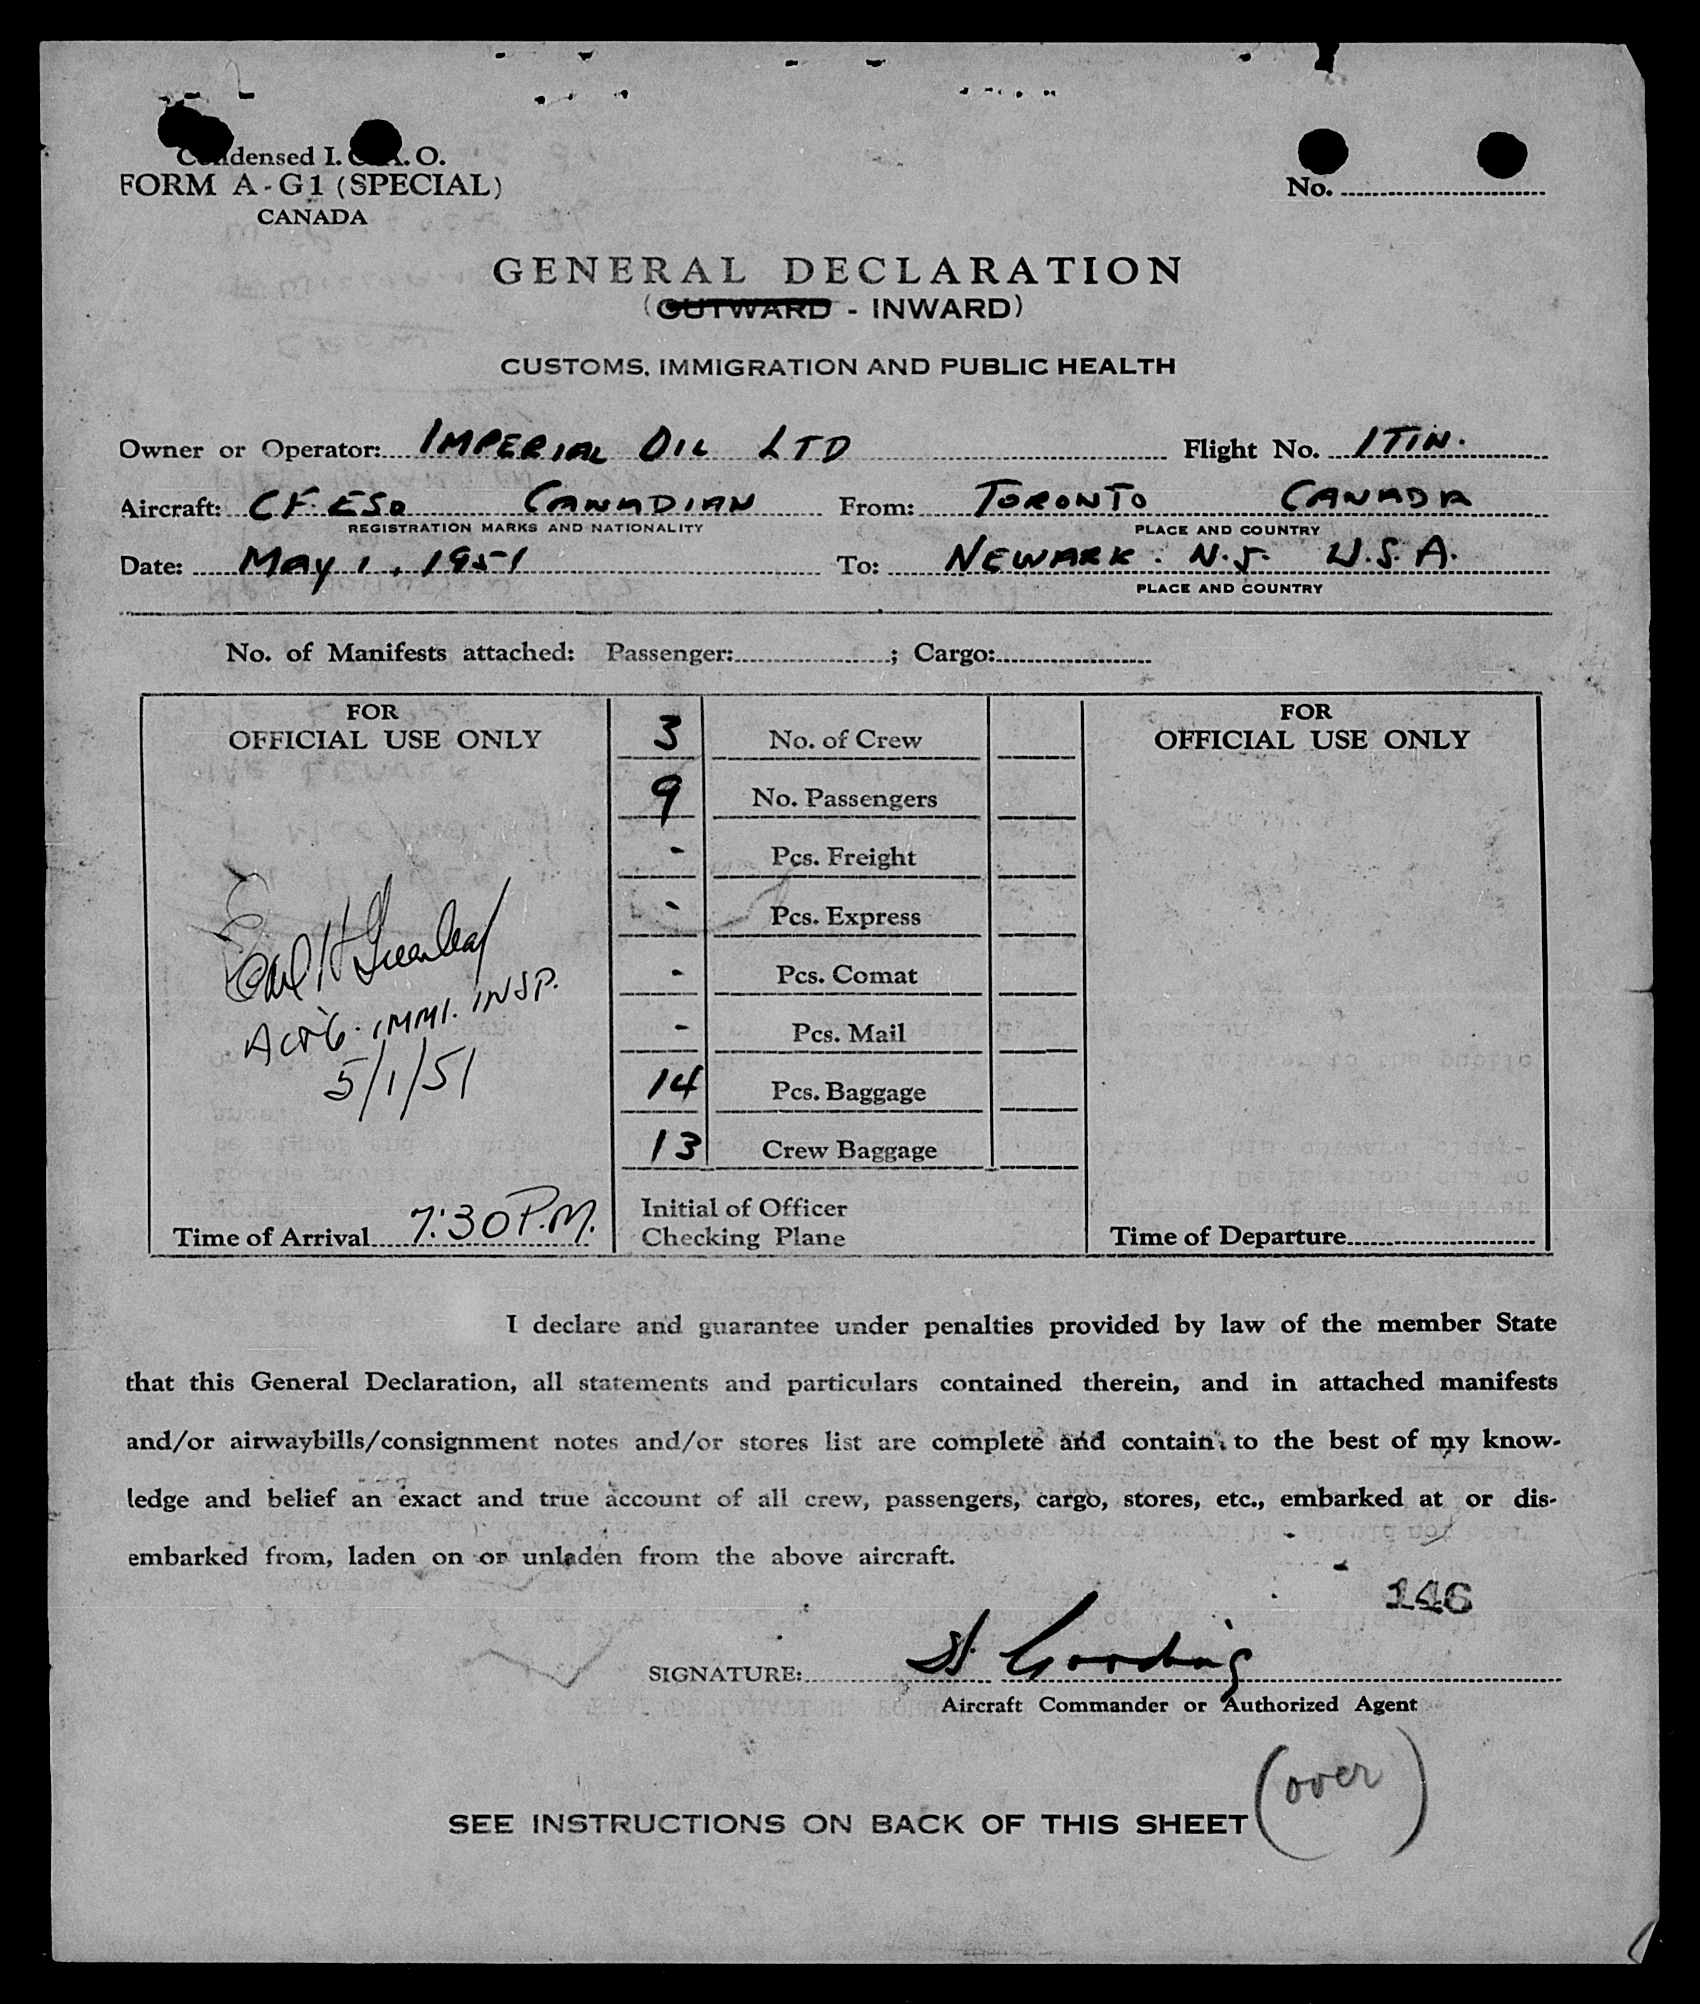 Condensed I. C. A. O.
FORM A-G1 (SPECIAL)
CANADA
No.
GENERAL DECLARATION
(OUTWARD - INWARD)
CUSTOMS, IMMIGRATION AND PUBLIC HEALTH
Owner or Operator: IMPERIAL OIL LTD Flight No. ITIN.
Aircraft: CF. ESO CANADIAN From: TORONTO CANADA
REGISTRATION MARKS AND NATIONALITY PLACE AND COUNTRY
Date: MAY 1, 1951 To: NEWARK. N.J. U.S.A.
PLACE AND COUNTRY
No. of Manifests attached: Passenger: ; Cargo:
FOR
OFFICIAL USE ONLY
Earl H Greenleaf
Act'G. IMMI. INSP.
5/1/51
Time of Arrival 7:30 P.M.
3 No. of Crew
9 No. Passengers
- Pcs. Freight
- Pcs. Express
- Pcs. Comat
- Pcs. Mail
14 Pcs. Baggage
13 Crew Baggage
Initial of Officer
Checking Plane
FOR
OFFICIAL USE ONLY
Time of Departure
I declare and guarantee under penalties provided by law of the member State
that this General Declaration, all statements and particulars contained therein, and in attached manifests
and/or airwaybills/consignment notes and/or stores list are complete and contain to the best of my know-
ledge and belief an exact and true account of all crew, passengers, cargo, stores, etc., embarked at or dis-
embarked from, laden on or unladen from the above aircraft.
146
SIGNATURE: H. Gooding
Aircraft Commander or Authorized Agent
SEE INSTRUCTIONS ON BACK OF THIS SHEET (over)